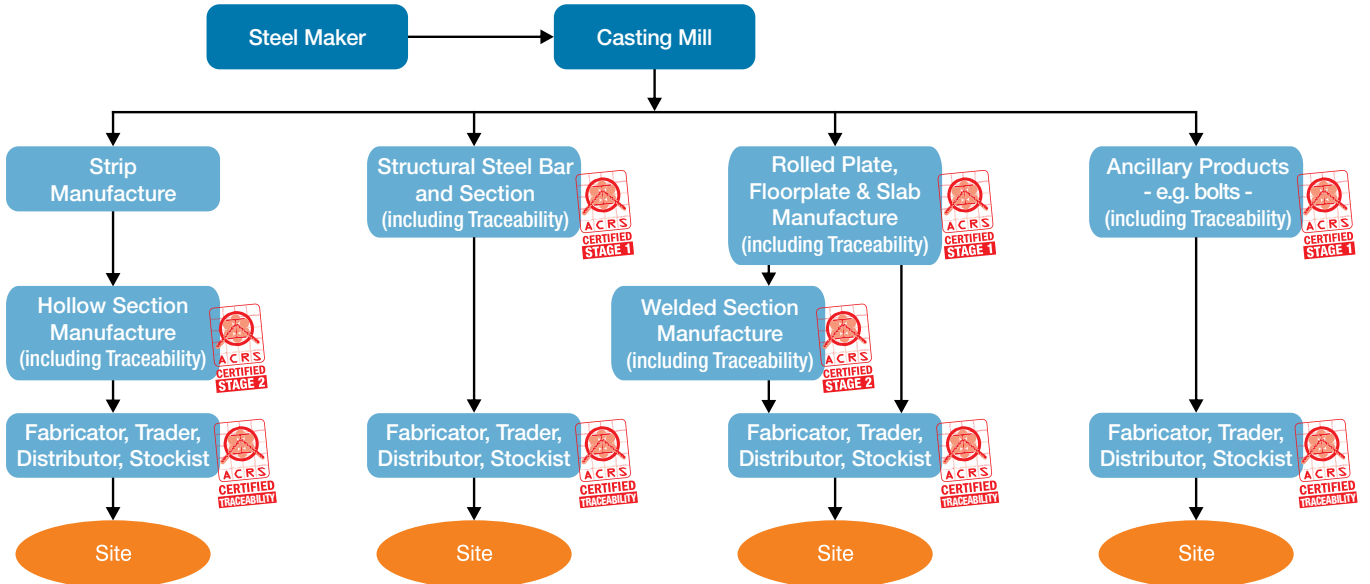 Steel Maker
Casting Mill
Strip
Manufacture
Structural Steel Bar
and Section
(including Traceability)
ACRS
CERTIFIED
STAGE 1
Rolled Plate,
Floorplate & Slab
Manufacture
(including Traceability)
ACRS
CERTIFIED
STAGE 1
Ancillary Products
- e.g. bolts -
(including Traceability)
ACRS
CERTIFIED
STAGE 1
Hollow Section
Manufacture
(including Traceability)
ACRS
CERTIFIED
STAGE 2
Welded Section
Manufacture
(including Traceability)
ACRS
CERTIFIED
STAGE 2
Fabricator, Trader,
Distributor, Stockist
ACRS
CERTIFIED
TRACEABILITY
Fabricator, Trader,
Distributor, Stockist
ACRS
CERTIFIED
TRACEABILITY
Fabricator, Trader,
Distributor, Stockist
ACRS
CERTIFIED
TRACEABILITY
Fabricator, Trader,
Distributor, Stockist
ACRS
CERTIFIED
TRACEABILITY
Site
Site
Site
Site